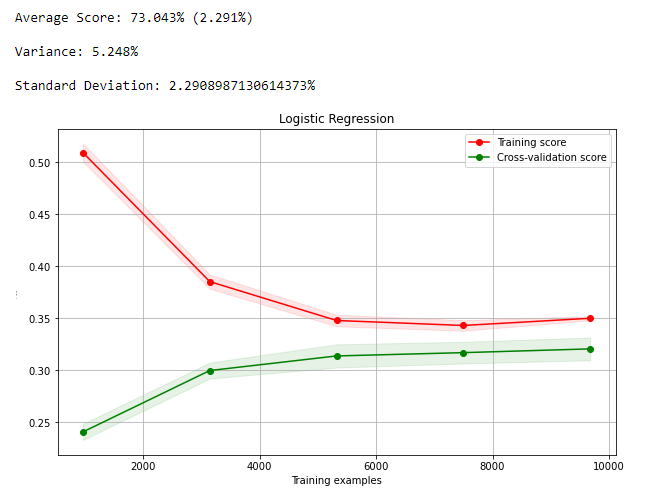 Average Score: 73.043% (2.291%)
Variance: 5.248%
Standard Deviation: 2.2908987130614373%
Logistic Regression
Training score
Cross-validation score
0.50
0.45
0.40
0.35
0.30
0.25
2000 4000 6000 8000 10000
Training examples